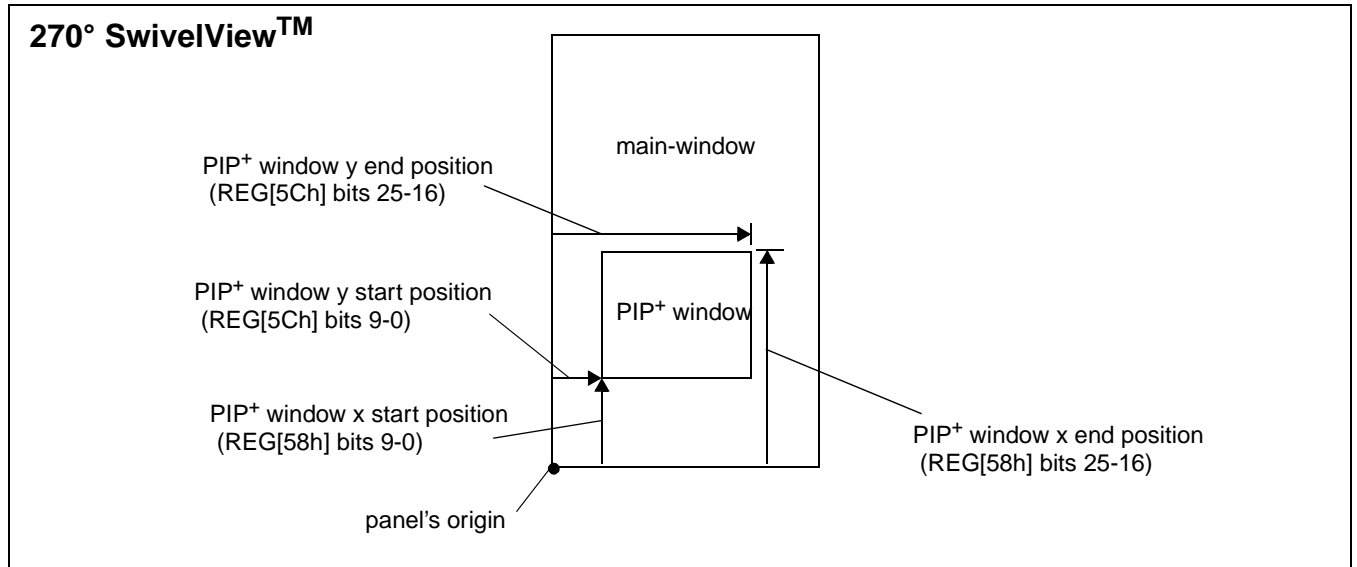 270° SwivelView™
main-window
PIP+ window y end position
(REG[5Ch] bits 25-16)
PIP+ window y start position
(REG[5Ch] bits 9-0)
PIP+ window
PIP+ window x start position
(REG[58h] bits 9-0)
PIP+ window x end position
(REG[58h] bits 25-16)
panel's origin